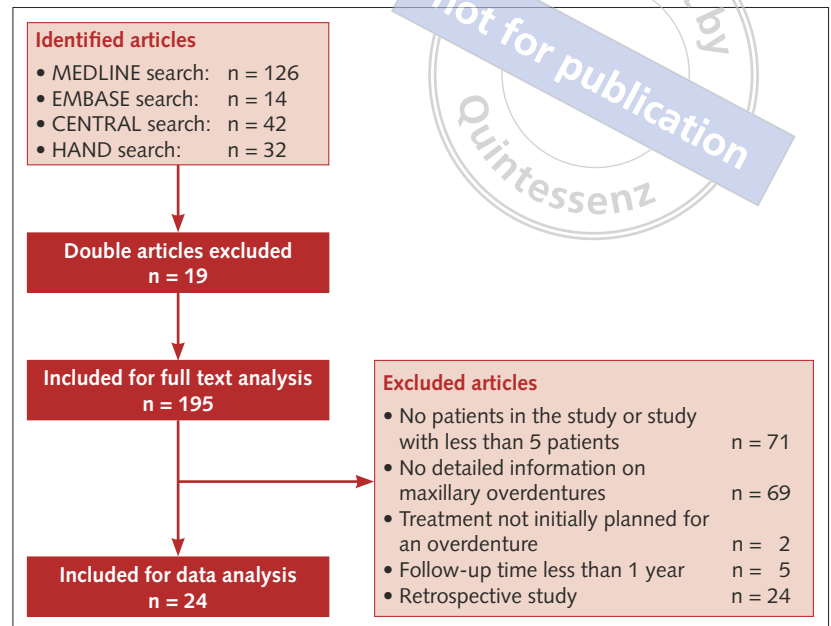 Identified articles
• MEDLINE search: n = 126
• EMBASE search: n = 14
• CENTRAL search: n = 42
• HAND search: n = 32
Double articles excluded
n = 19
Included for full text analysis
n = 195
Excluded articles
• No patients in the study or study
with less than 5 patients n = 71
• No detailed information on
maxillary overdentures n = 69
• Treatment not initially planned for
an overdenture n = 2
• Follow-up time less than 1 year n = 5
• Retrospective study n = 24
Included for data analysis
n = 24
by
not for publication
Quintessenz